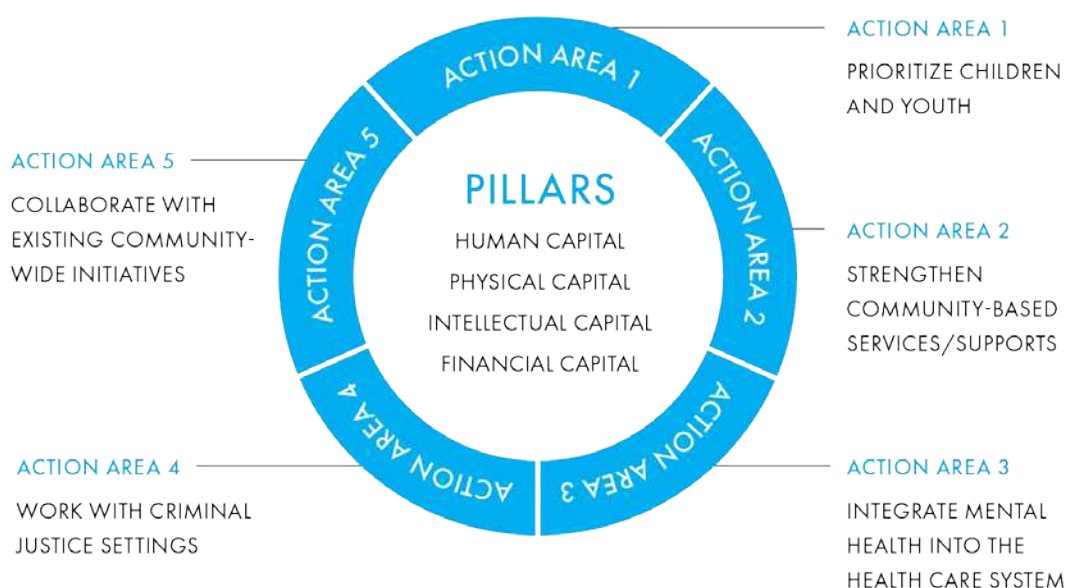 ACTION AREA 1
PRIORITIZE CHILDREN
AND YOUTH
ACTION AREA 2
STRENGTHEN
COMMUNITY-BASED
SERVICES/SUPPORTS
ACTION AREA 3
INTEGRATE MENTAL
HEALTH INTO THE
HEALTH CARE SYSTEM
ACTION AREA 4
WORK WITH CRIMINAL
JUSTICE SETTINGS
ACTION AREA 5
COLLABORATE WITH
EXISTING COMMUNITY-
WIDE INITIATIVES
ACTION AREA 1
ACTION AREA 2
ACTION AREA 3
ACTION AREA 4
ACTION AREA 5
PILLARS
HUMAN CAPITAL
PHYSICAL CAPITAL
INTELLECTUAL CAPITAL
FINANCIAL CAPITAL